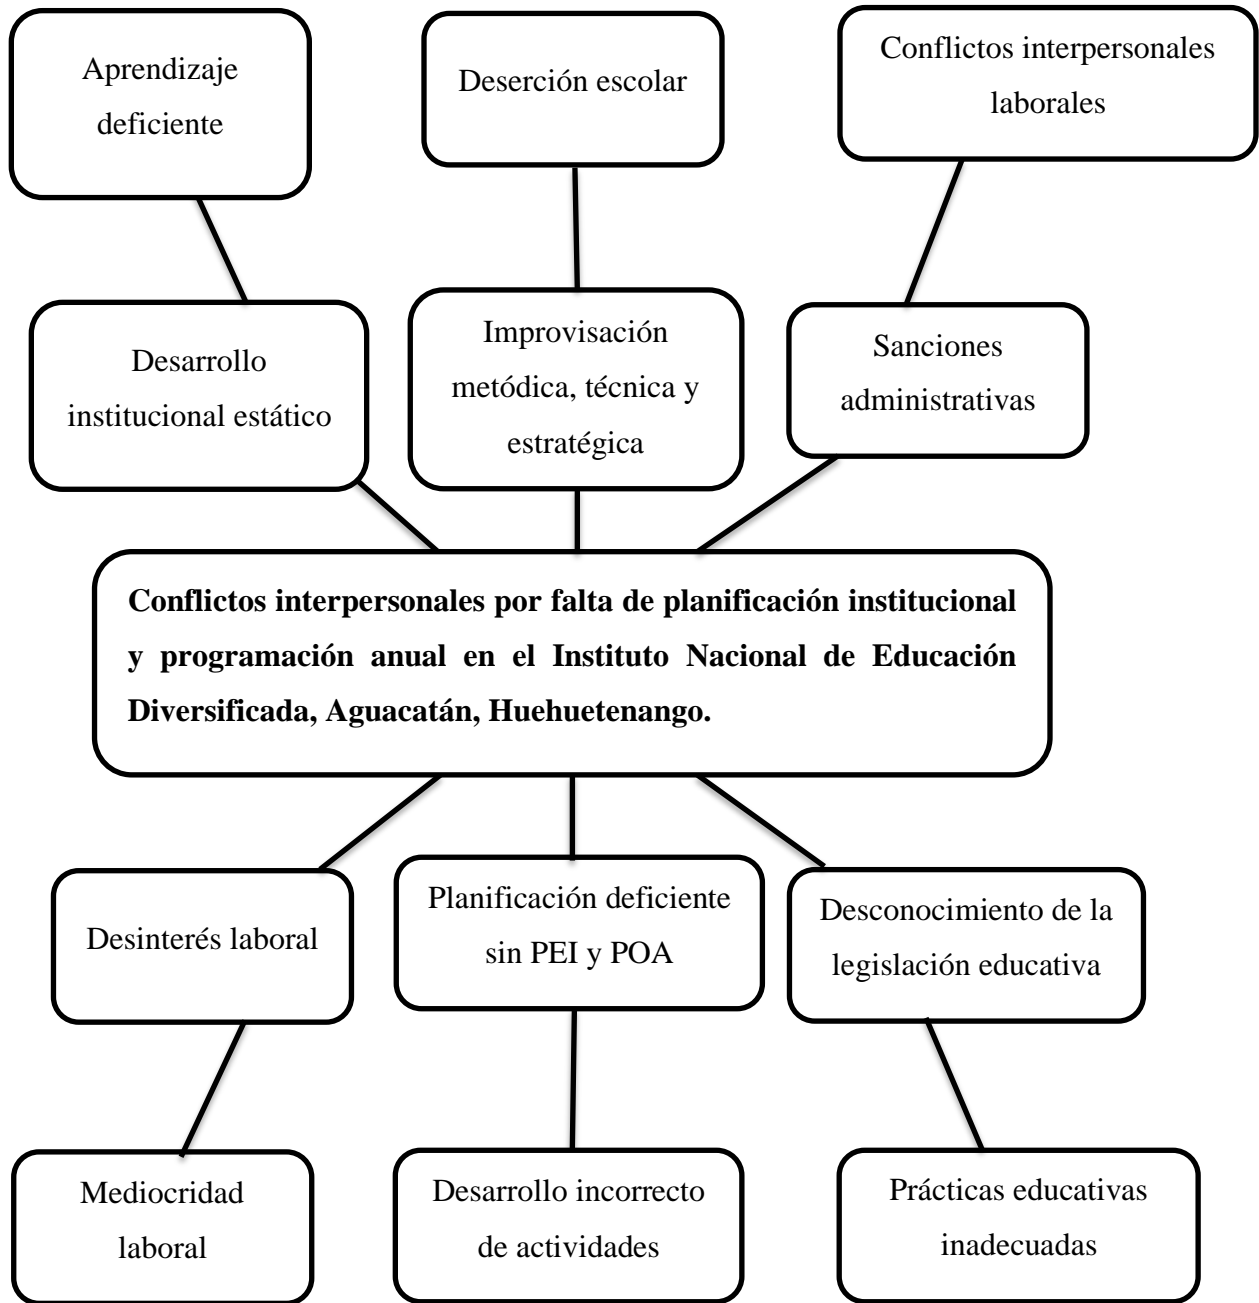 Aprendizaje
deficiente
Deserción escolar
Conflictos interpersonales
laborales
Desarrollo
institucional estático
Improvisación
metódica, técnica y
estratégica
Sanciones
administrativas
Conflictos interpersonales por falta de planificación institucional
y programación anual en el Instituto Nacional de Educación
Diversificada, Aguacatán, Huehuetenango.
Desinterés laboral
Planificación deficiente
sin PEI y POA
Desconocimiento de la
legislación educativa
Mediocridad
laboral
Desarrollo incorrecto
de actividades
Prácticas educativas
inadecuadas